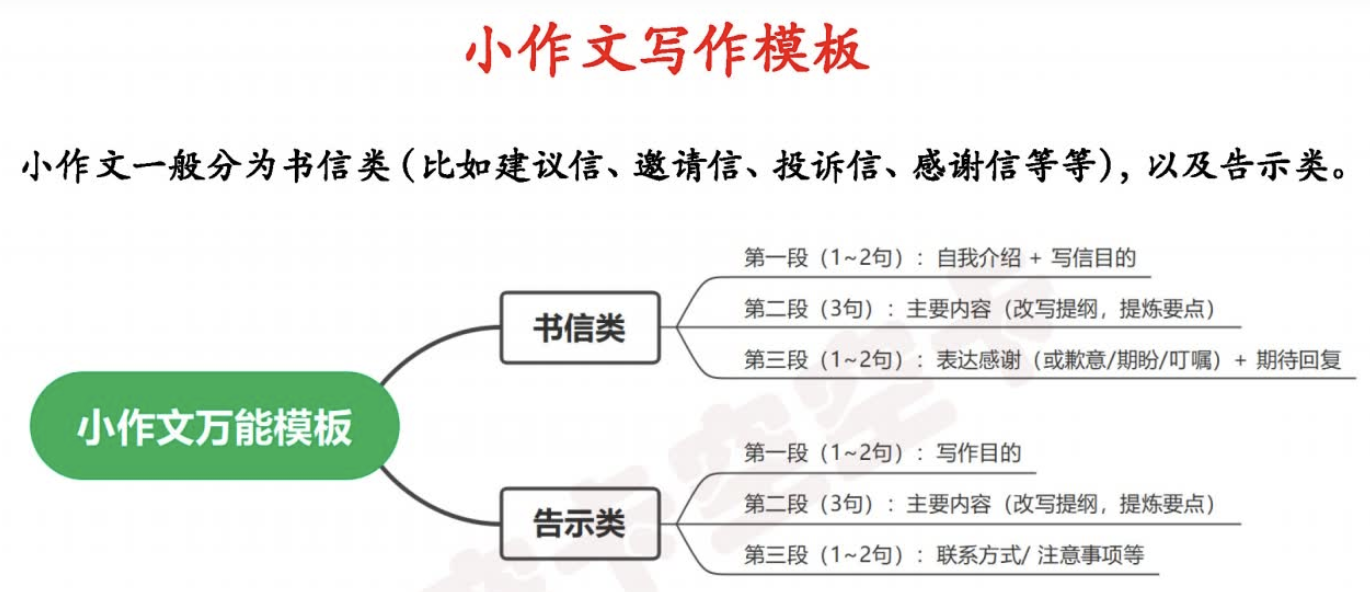 小作文写作模板
小作文一般分为书信类(比如建议信、邀请信、投诉信、感谢信等等)，以及告示类。
小作文万能模板
书信类
第一段（1~2句）：自我介绍 + 写信目的
第二段（3句）：主要内容（改写提纲，提炼要点）
第三段（1~2句）：表达感谢（或歉意/期盼/叮嘱）+ 期待回复
告示类
第一段（1~2句）：写作目的
第二段（3句）：主要内容（改写提纲，提炼要点）
第三段（1~2句）：联系方式/ 注意事项等